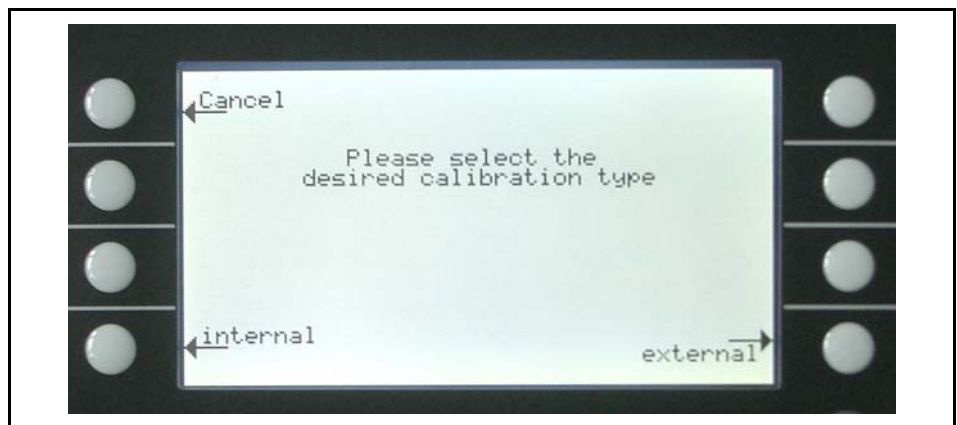 Cancel
Please select the
desired calibration type
internal
external